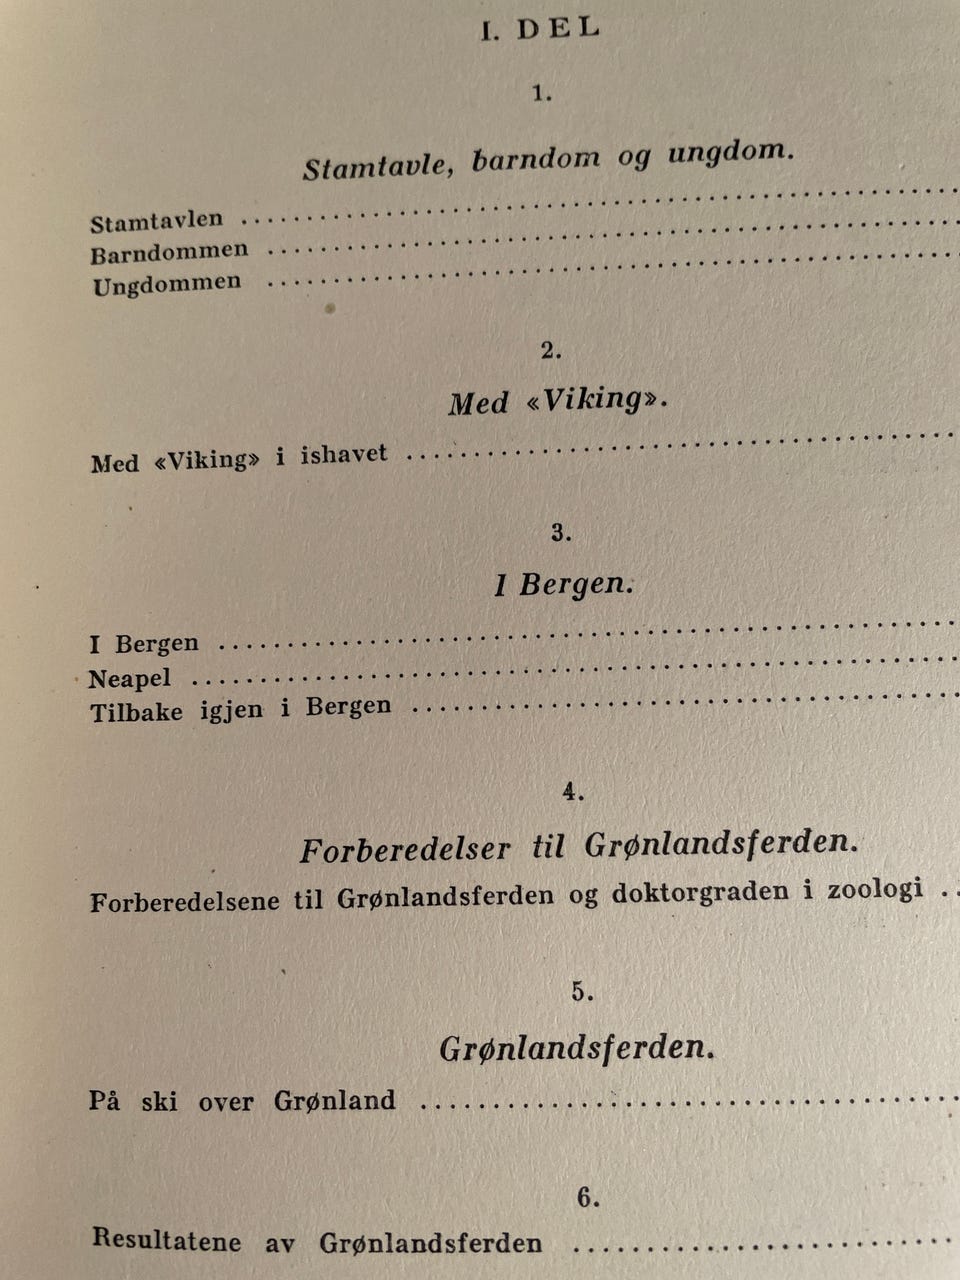 I. DEL
1.
Stamtavle, barndom og ungdom.
Stamtavlen ........................................
Barndommen ........................................
Ungdommen ........................................
2.
Med «Viking».
Med «Viking» i ishavet ..............................
3.
I Bergen.
I Bergen ........................................
Neapel ........................................
Tilbake igjen i Bergen ..............................
4.
Forberedelser til Grønlandsferden.
Forberedelsene til Grønlandsferden og doktorgraden i zoologi ..
5.
Grønlandsferden.
På ski over Grønland ..............................
6.
Resultatene av Grønlandsferden ....................